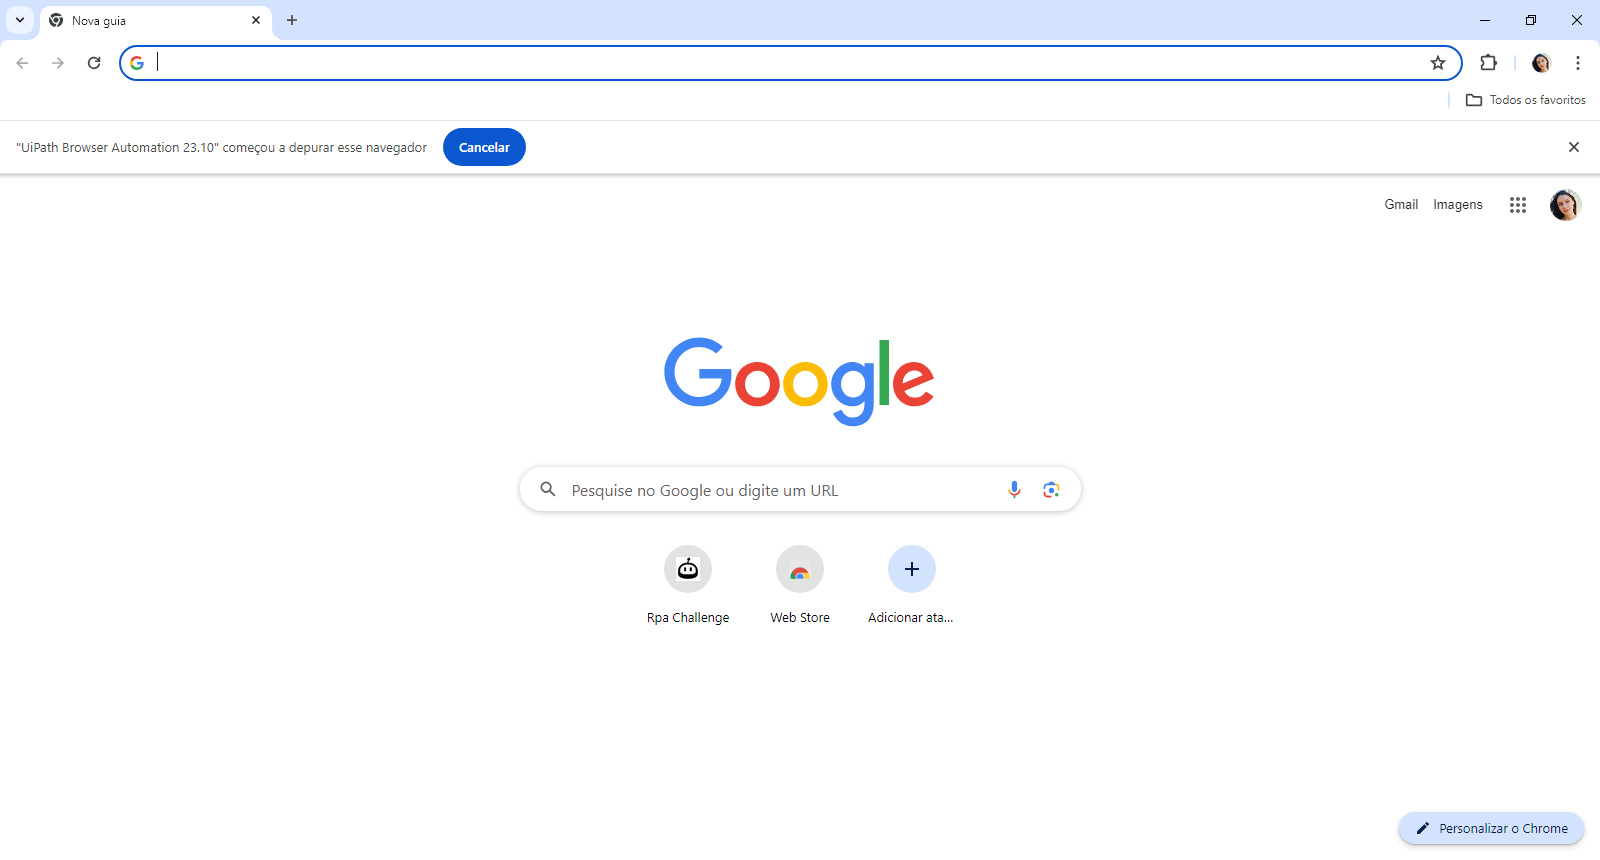 Nova guia
Todos os favoritos
"UiPath Browser Automation 23.10" começou a depurar esse navegador
Cancelar
Gmail
Imagens
Google
Pesquise no Google ou digite um URL
Rpa Challenge
Web Store
Adicionar ata...
Personalizar o Chrome